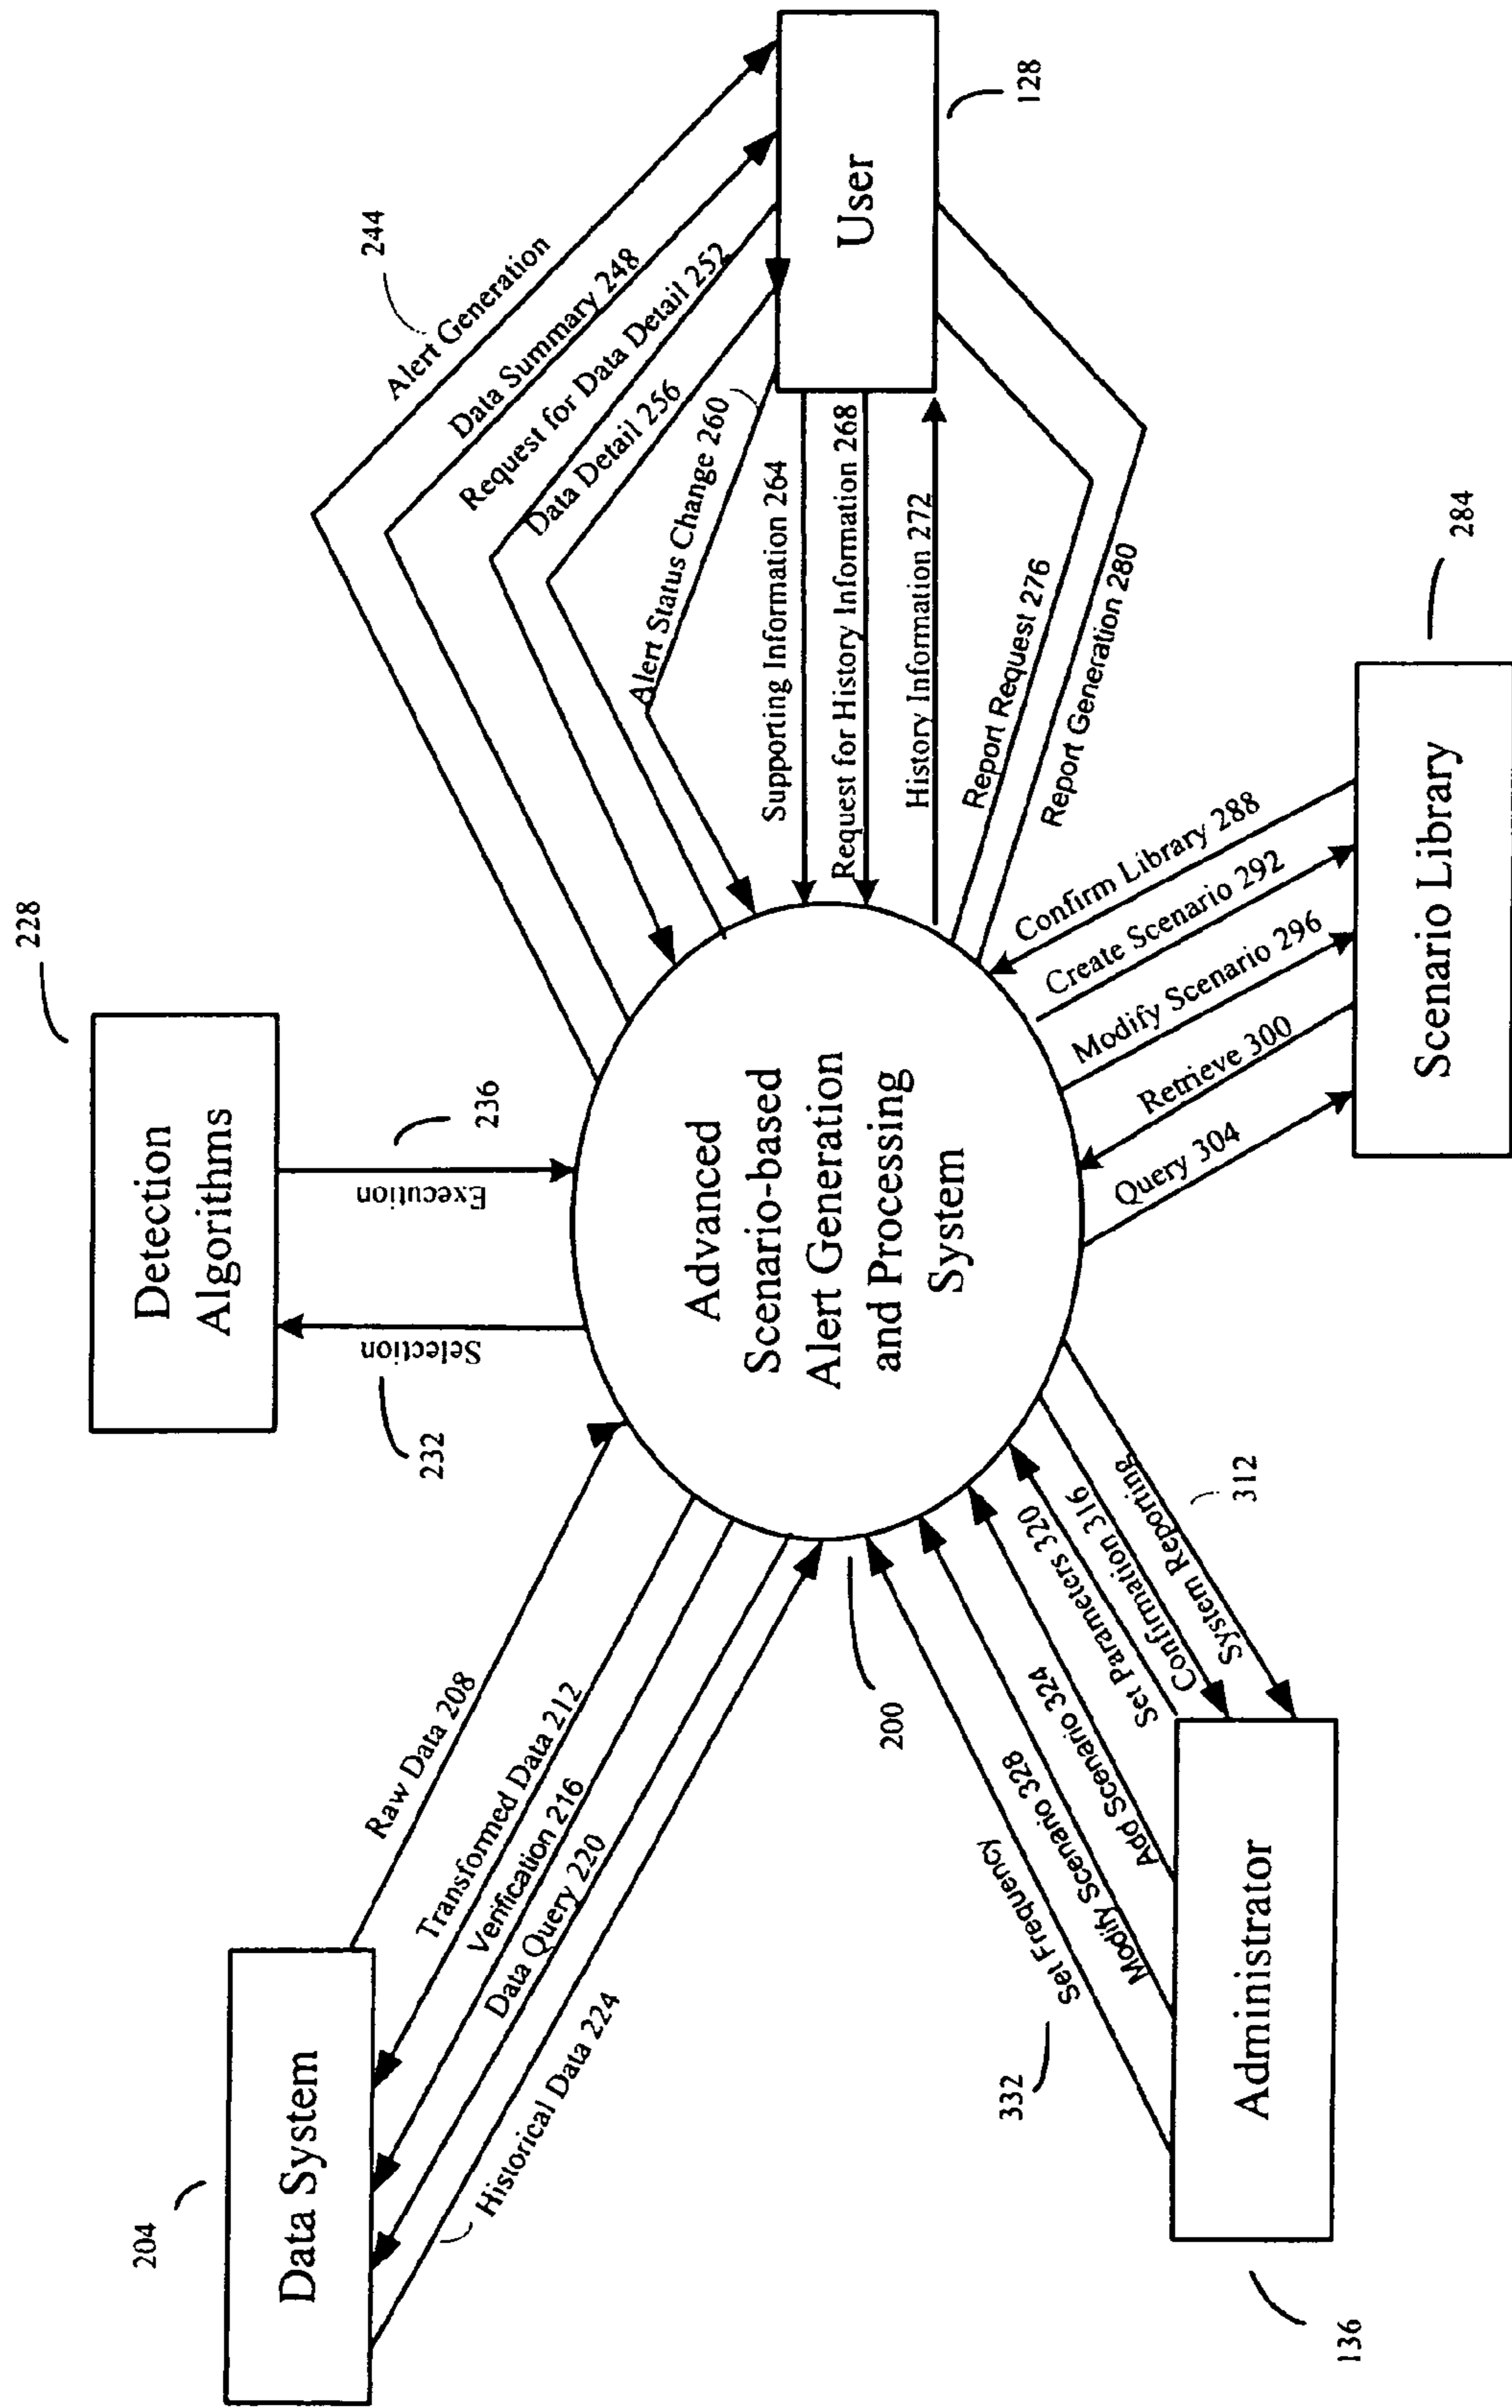 204
Data System
Raw Data 208
Transformed Data 212
Verification 216
Data Query 220
Historical Data 224
228
Detection
Algorithms
232
Selection
Execution
236
244
Alert Generation
Data Summary 248
Request for Data Detail 252
Data Detail 256
Alert Status Change 260
Supporting Information 264
Request for History Information 268
History Information 272
Report Request 276
Report Generation 280
User
128
Advanced
Scenario-based
Alert Generation
and Processing
System
200
332
Set Frequency
Modify Scenario 328
Add Scenario 324
Set Parameters 320
Confirmation 316
System Reporting
312
Administrator
136
Confirm Library 288
Create Scenario 292
Modify Scenario 296
Retrieve 300
Query 304
Scenario Library
284